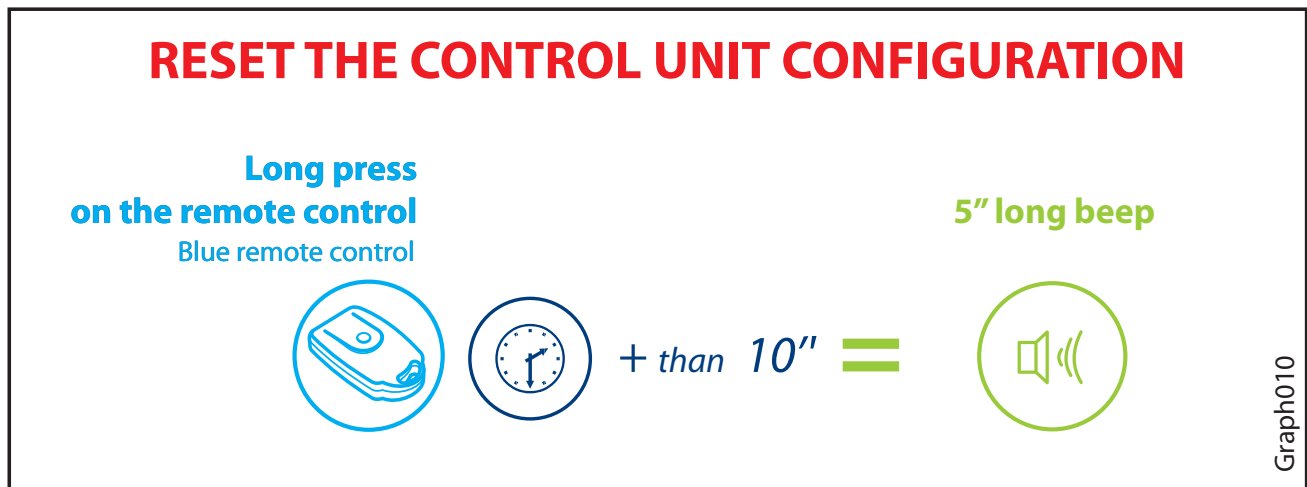 RESET THE CONTROL UNIT CONFIGURATION
Long press
on the remote control
Blue remote control
5” long beep
+ than 10”
Graph010